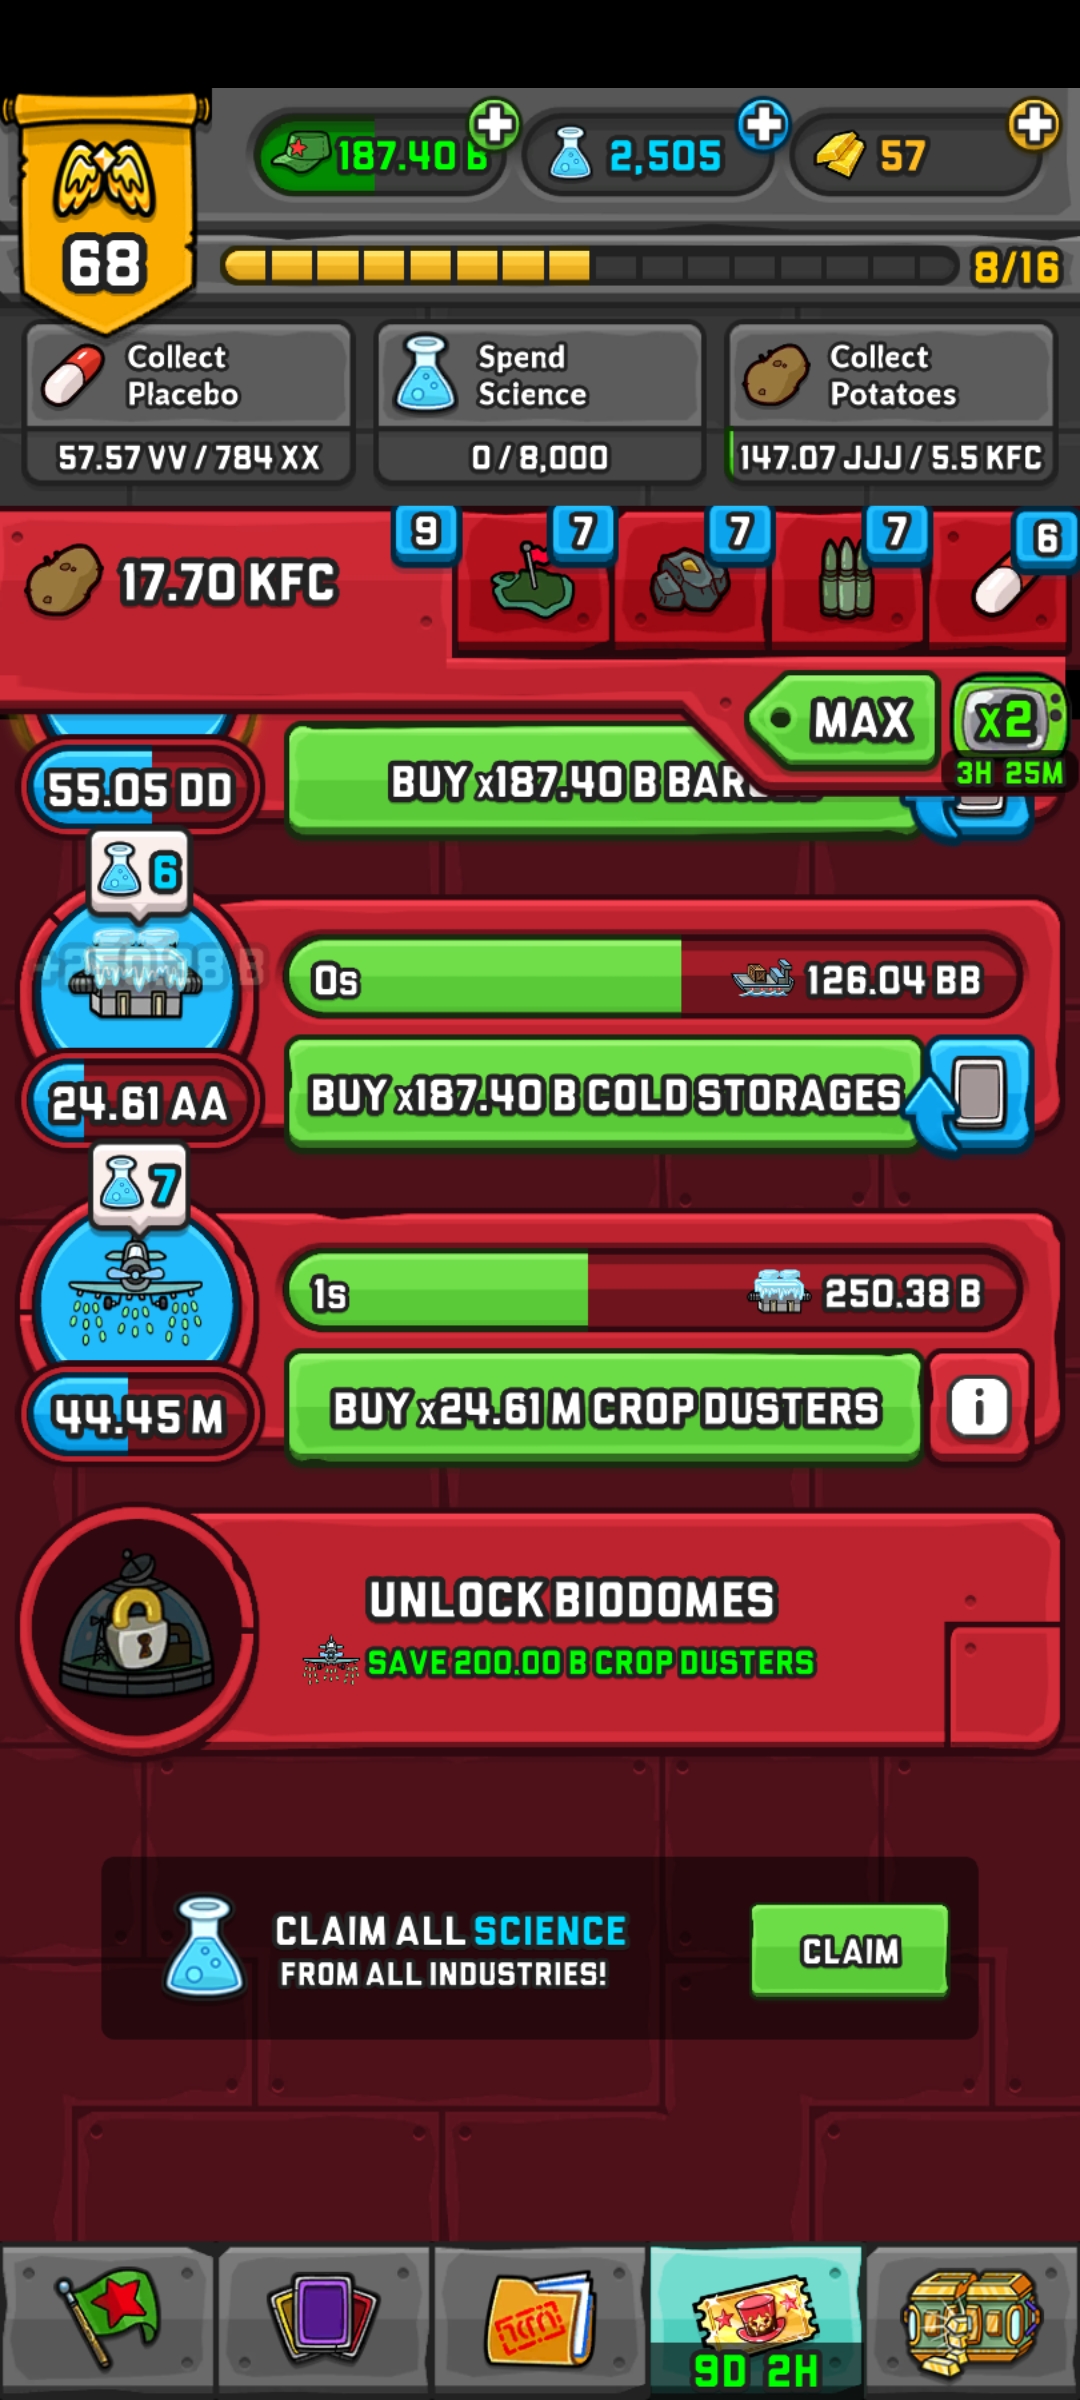 187.40 B
2,505
57
68
8/16
Collect
Placebo
57.57 VV / 784 XX
Spend
Science
0 / 8,000
Collect
Potatoes
147.07 JJJ / 5.5 KFC
17.70 KFC
9
7
7
7
6
MAX
x2
3H 25M
55.05 DD
BUY x187.40 B
6
0s
126.04 BB
24.61 AA
BUY x187.40 B COLD STORAGES
7
1s
250.38 B
44.45 M
BUY x24.61 M CROP DUSTERS
i
UNLOCK BIODOMES
SAVE 200.00 B CROP DUSTERS
CLAIM ALL SCIENCE
FROM ALL INDUSTRIES!
CLAIM
9D 2H